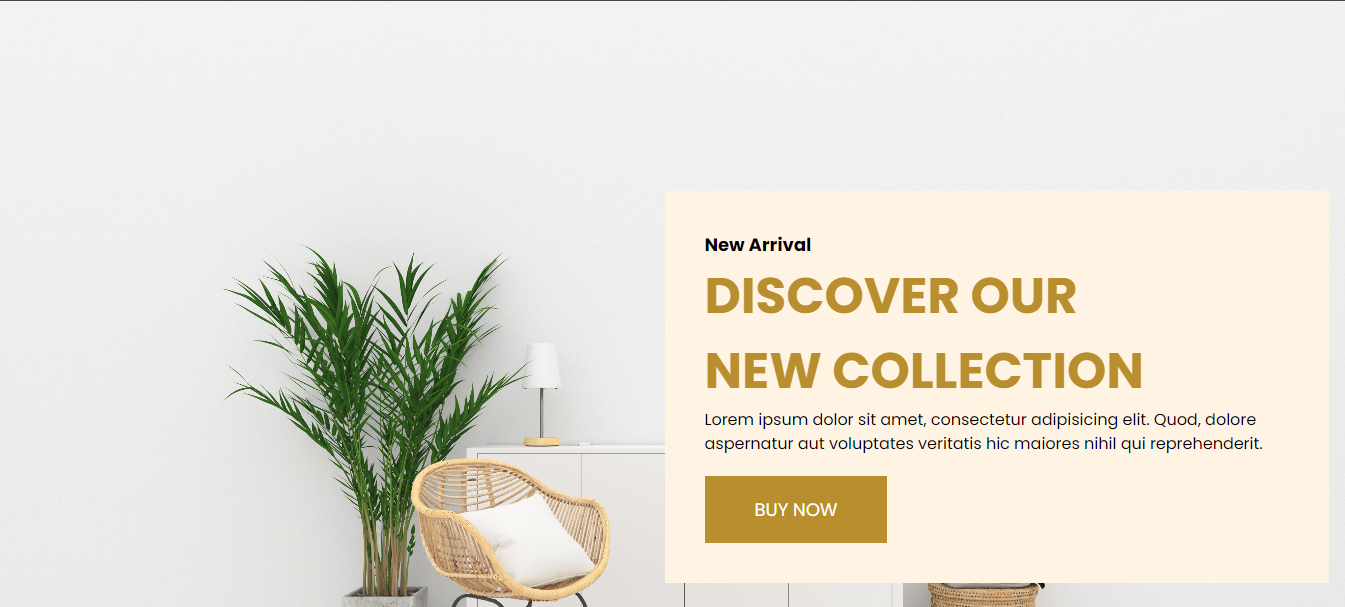 New Arrival
DISCOVER OUR
NEW COLLECTION
Lorem ipsum dolor sit amet, consectetur adipisicing elit. Quod, dolore
aspernatur aut voluptates veritatis hic maiores nihil qui reprehenderit.
BUY NOW